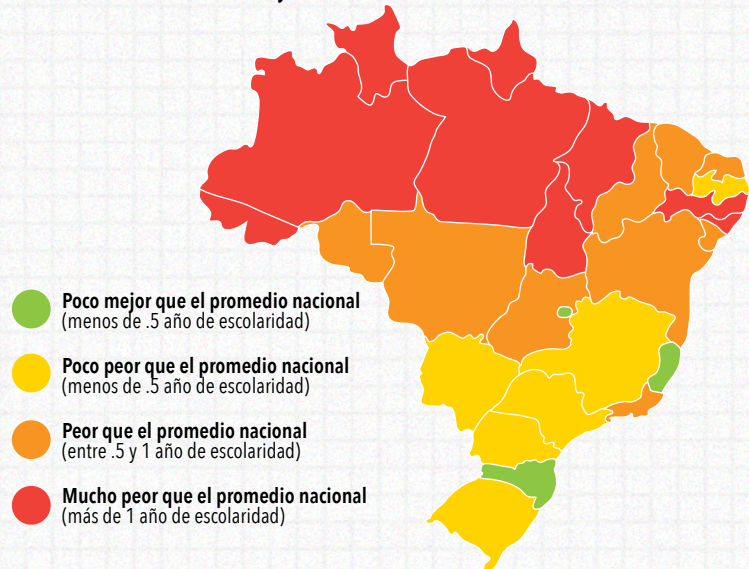 Poco mejor que el promedio nacional
(menos de .5 año de escolaridad)
Poco peor que el promedio nacional
(menos de .5 año de escolaridad)
Peor que el promedio nacional
(entre .5 y 1 año de escolaridad)
Mucho peor que el promedio nacional
(más de 1 año de escolaridad)